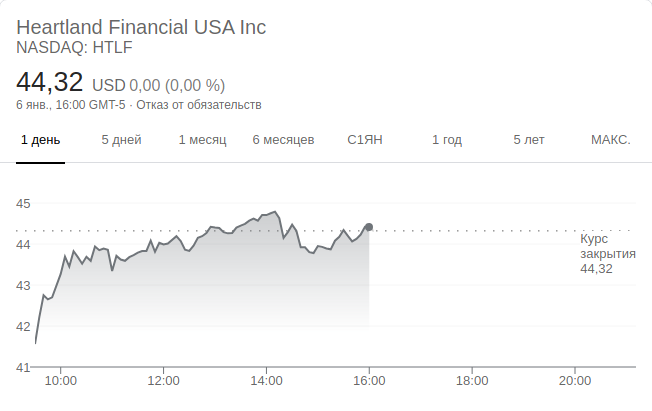 Heartland Financial USA Inc
NASDAQ: HTLF
44,32 USD 0,00 (0,00 %)
6 янв., 16:00 GMT-5 · Отказ от обязательств
1 день 5 дней 1 месяц 6 месяцев С1ЯН 1 год 5 лет МАКС.
45
44
43
42
41
Курс
закрытия
44,32
10:00 12:00 14:00 16:00 18:00 20:00